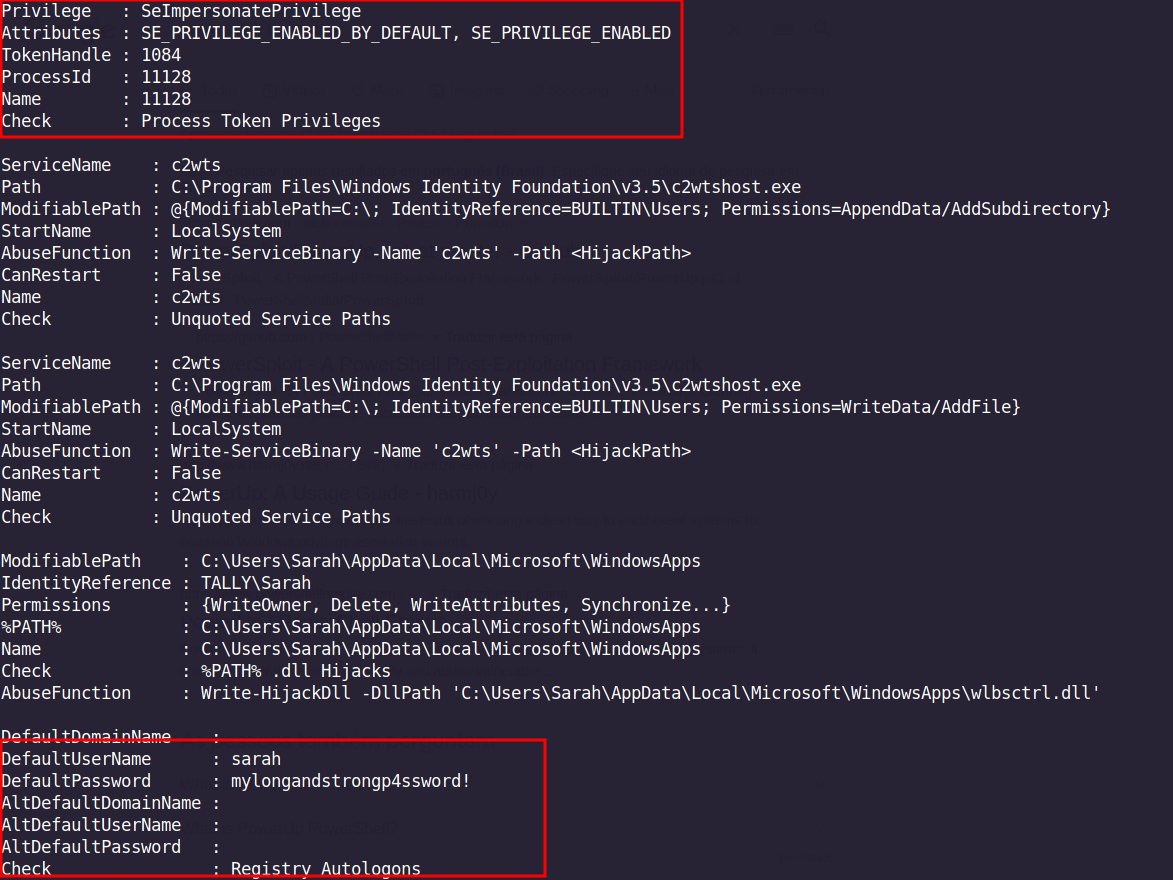 Privilege   : SeImpersonatePrivilege
Attributes  : SE_PRIVILEGE_ENABLED_BY_DEFAULT, SE_PRIVILEGE_ENABLED
TokenHandle : 1084
ProcessId   : 11128
Name        : 11128
Check       : Process Token Privileges

ServiceName    : c2wts
Path           : C:\Program Files\Windows Identity Foundation\v3.5\c2wtshost.exe
ModifiablePath : @{ModifiablePath=C:\; IdentityReference=BUILTIN\Users; Permissions=AppendData/AddSubdirectory}
StartName      : LocalSystem
AbuseFunction  : Write-ServiceBinary -Name 'c2wts' -Path <HijackPath>
CanRestart     : False
Name           : c2wts
Check          : Unquoted Service Paths

ServiceName    : c2wts
Path           : C:\Program Files\Windows Identity Foundation\v3.5\c2wtshost.exe
ModifiablePath : @{ModifiablePath=C:\; IdentityReference=BUILTIN\Users; Permissions=WriteData/AddFile}
StartName      : LocalSystem
AbuseFunction  : Write-ServiceBinary -Name 'c2wts' -Path <HijackPath>
CanRestart     : False
Name           : c2wts
Check          : Unquoted Service Paths

ModifiablePath    : C:\Users\Sarah\AppData\Local\Microsoft\WindowsApps
IdentityReference : TALLY\Sarah
Permissions       : {WriteOwner, Delete, WriteAttributes, Synchronize...}
%PATH%            : C:\Users\Sarah\AppData\Local\Microsoft\WindowsApps
Name              : C:\Users\Sarah\AppData\Local\Microsoft\WindowsApps
Check             : %PATH% .dll Hijacks
AbuseFunction     : Write-HijackDll -DllPath 'C:\Users\Sarah\AppData\Local\Microsoft\WindowsApps\wlbsctrl.dll'

DefaultDomainName    :
DefaultUserName      : sarah
DefaultPassword      : mylongandstrongp4ssword!
AltDefaultDomainName :
AltDefaultUserName   :
AltDefaultPassword   :
Check                : Registry Autologons